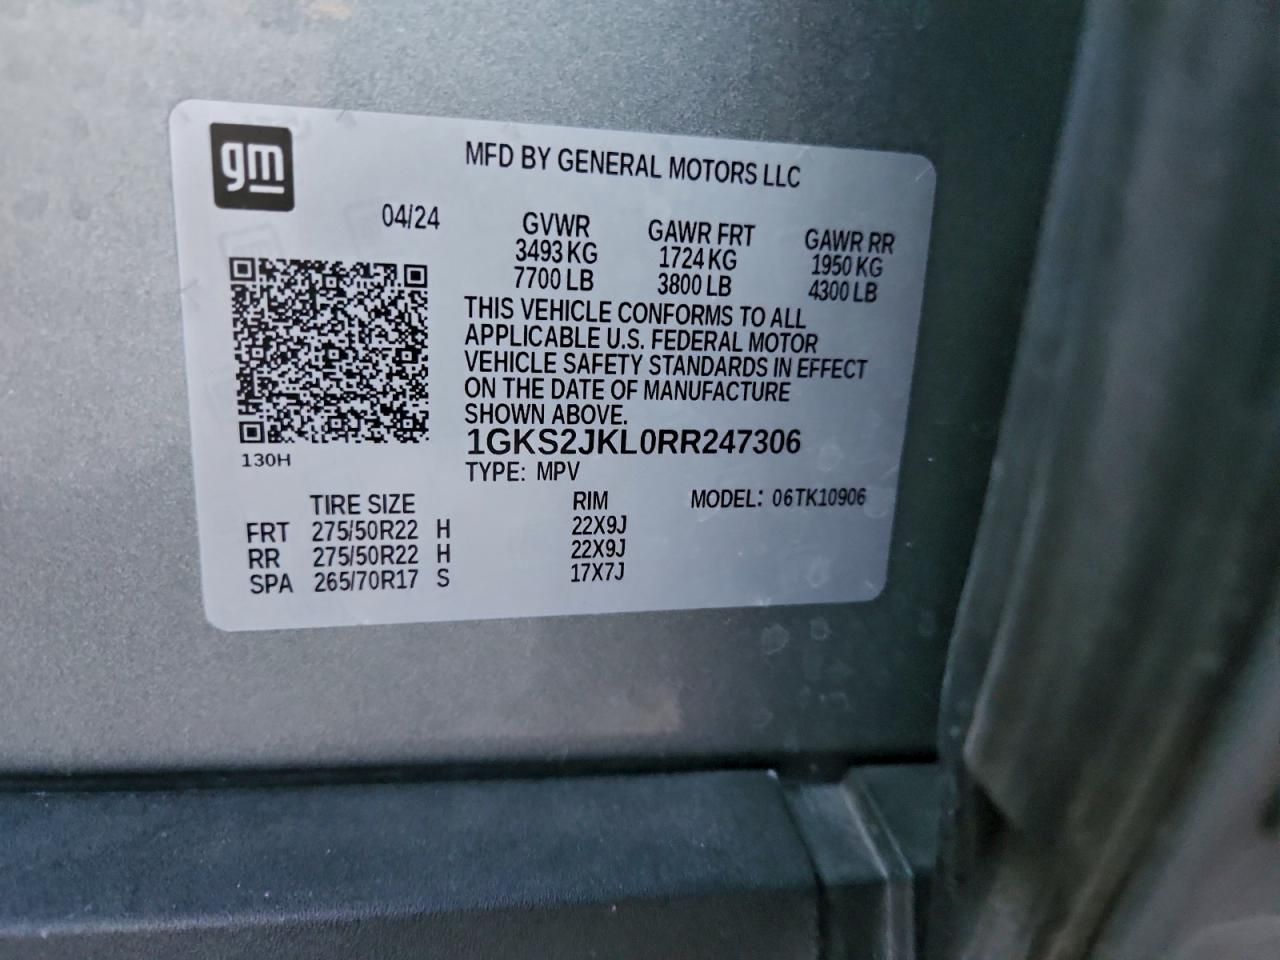 gm
MFD BY GENERAL MOTORS LLC
04/24
GVWR GAWR FRT GAWR RR
3493 KG 1724 KG 1950 KG
7700 LB 3800 LB 4300 LB
THIS VEHICLE CONFORMS TO ALL
APPLICABLE U.S. FEDERAL MOTOR
VEHICLE SAFETY STANDARDS IN EFFECT
ON THE DATE OF MANUFACTURE
SHOWN ABOVE.
1GKS2JKL0RR247306
130H
TYPE: MPV
TIRE SIZE RIM MODEL: 06TK10906
FRT 275/50R22 H 22X9J
RR 275/50R22 H 22X9J
SPA 265/70R17 S 17X7J